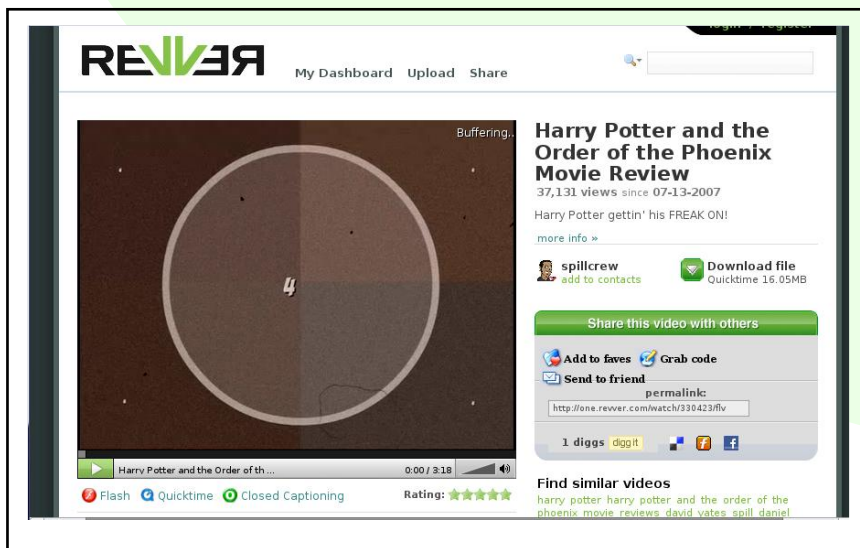 login / register
REVVER
My Dashboard Upload Share
Buffering..
4
Harry Potter and the Order of th ...
0:00 / 3:18
Flash Quicktime Closed Captioning
Rating:
Harry Potter and the
Order of the Phoenix
Movie Review
37,131 views since 07-13-2007
Harry Potter gettin' his FREAK ON!
more info »
spillcrew
add to contacts
Download file
Quicktime 16.05MB
Share this video with others
Add to faves Grab code
Send to friend
permalink:
http://one.revver.com/watch/330423/flv
1 diggs digg it
Find similar videos
harry potter harry potter and the order of the
phoenix movie reviews david yates spill daniel